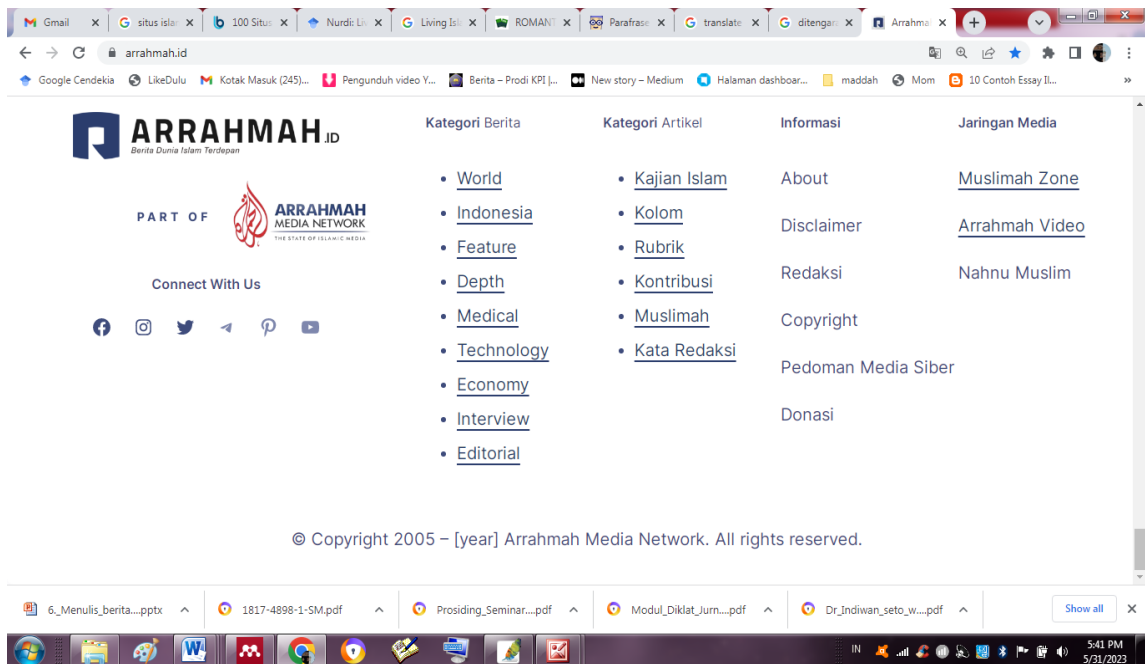 Gmail
situs islar
100 Situs
Nurdi: Li
Living Isl
ROMANT
Parafrase
translate
ditengar
Arrahma
arrahmah.id
Google Cendekia LikeDulu Kotak Masuk (245)... Pengunduh video Y... Berita – Prodi KPI |... New story – Medium Halaman dashboar... maddah Mom 10 Contoh Essay Il... »
ARRAHMAH.ID
Berita Dunia Islam Terdepan
PART OF
ARRAHMAH
MEDIA NETWORK
THE STATE OF ISLAMIC MEDIA
Connect With Us
Kategori Berita
• World
• Indonesia
• Feature
• Depth
• Medical
• Technology
• Economy
• Interview
• Editorial
Kategori Artikel
• Kajian Islam
• Kolom
• Rubrik
• Kontribusi
• Muslimah
• Kata Redaksi
Informasi
About
Disclaimer
Redaksi
Copyright
Pedoman Media Siber
Donasi
Jaringan Media
Muslimah Zone
Arrahmah Video
Nahnu Muslim
© Copyright 2005 – [year] Arrahmah Media Network. All rights reserved.
6._Menulis_berita....pptx 1817-4898-1-SM.pdf Prosiding_Seminar....pdf Modul_Diklat_Jurn....pdf Dr_Indiwan_seto_w....pdf Show all
IN
5:41 PM
5/31/2023